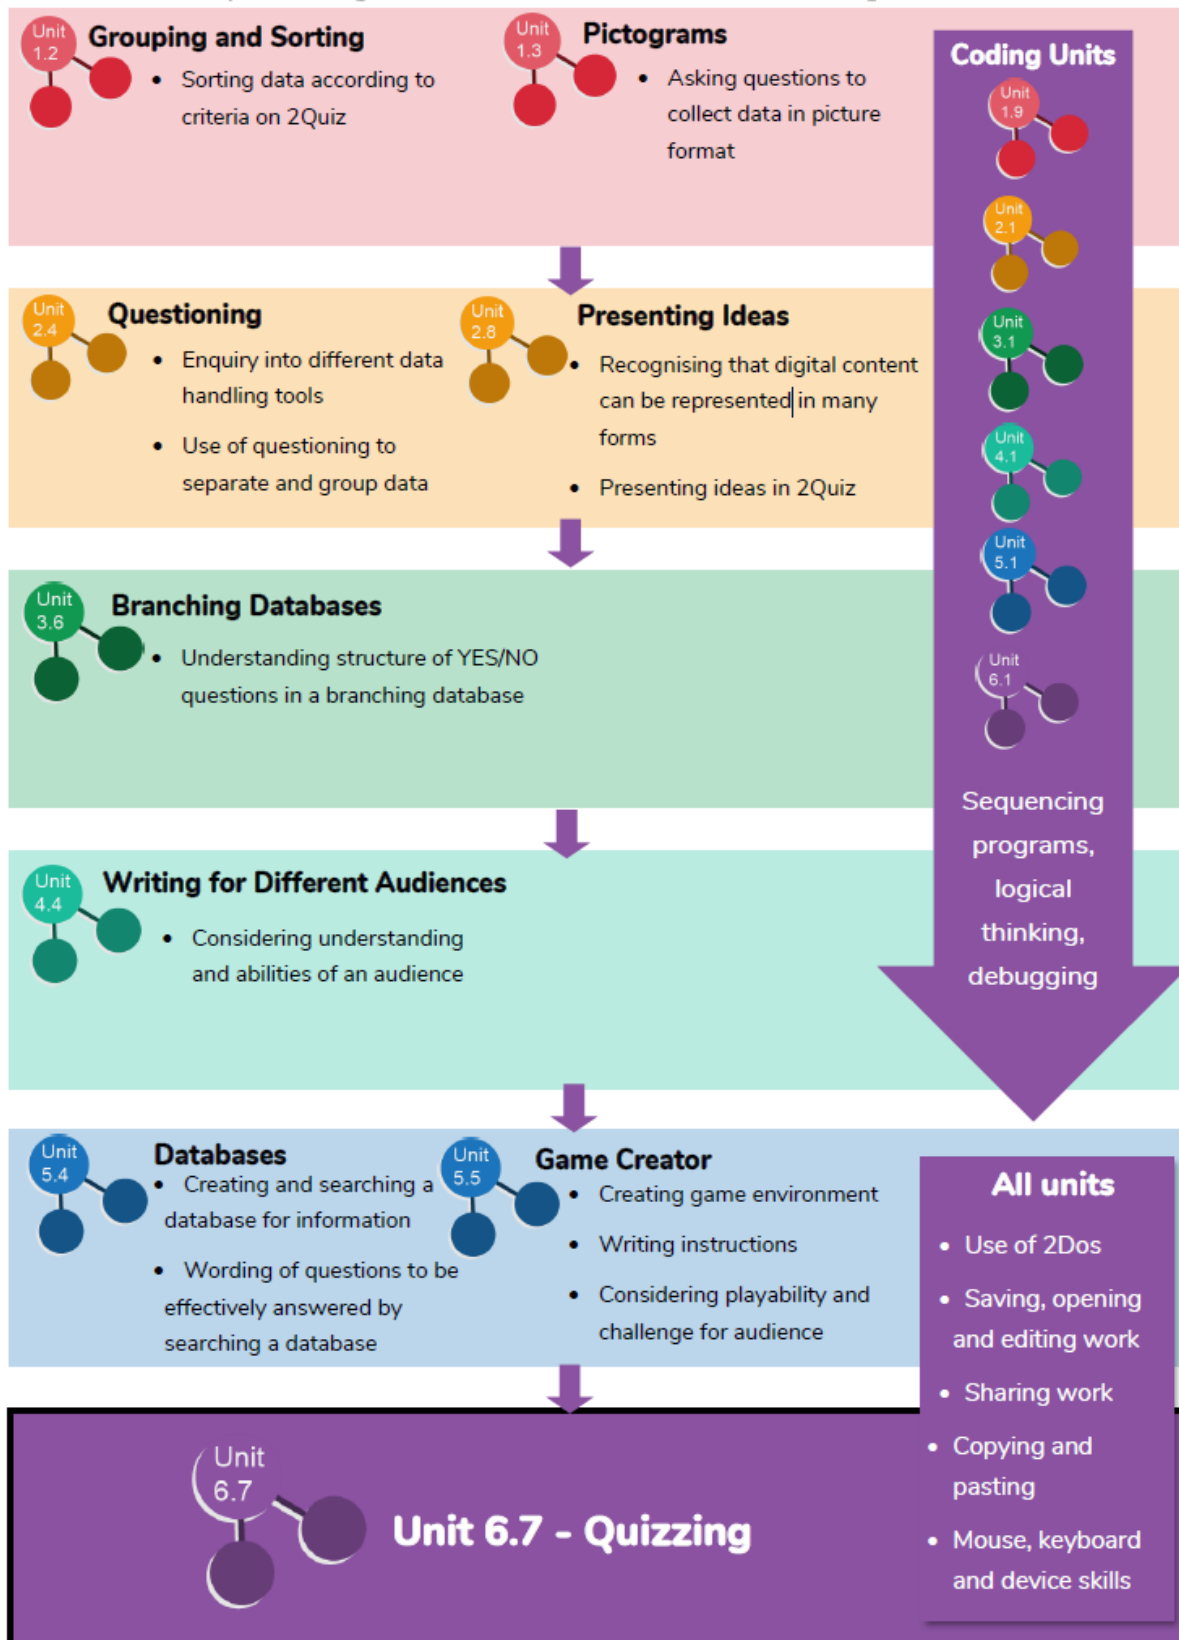 Unit
1.2
Grouping and Sorting
• Sorting data according to
criteria on 2Quiz
Unit
1.3
Pictograms
• Asking questions to
collect data in picture
format
Unit
2.4
Questioning
• Enquiry into different data
handling tools
• Use of questioning to
separate and group data
Unit
2.8
Presenting Ideas
• Recognising that digital content
can be represented in many
forms
• Presenting ideas in 2Quiz
Unit
3.6
Branching Databases
• Understanding structure of YES/NO
questions in a branching database
Unit
4.4
Writing for Different Audiences
• Considering understanding
and abilities of an audience
Unit
5.4
Databases
• Creating and searching a
database for information
• Wording of questions to be
effectively answered by
searching a database
Unit
5.5
Game Creator
• Creating game environment
• Writing instructions
• Considering playability and
challenge for audience
Coding Units
Unit
1.9
Unit
2.1
Unit
3.1
Unit
4.1
Unit
5.1
Unit
6.1
Sequencing
programs,
logical
thinking,
debugging
All units
• Use of 2Dos
• Saving, opening
and editing work
• Sharing work
• Copying and
pasting
• Mouse, keyboard
and device skills
Unit
6.7
Unit 6.7 - Quizzing